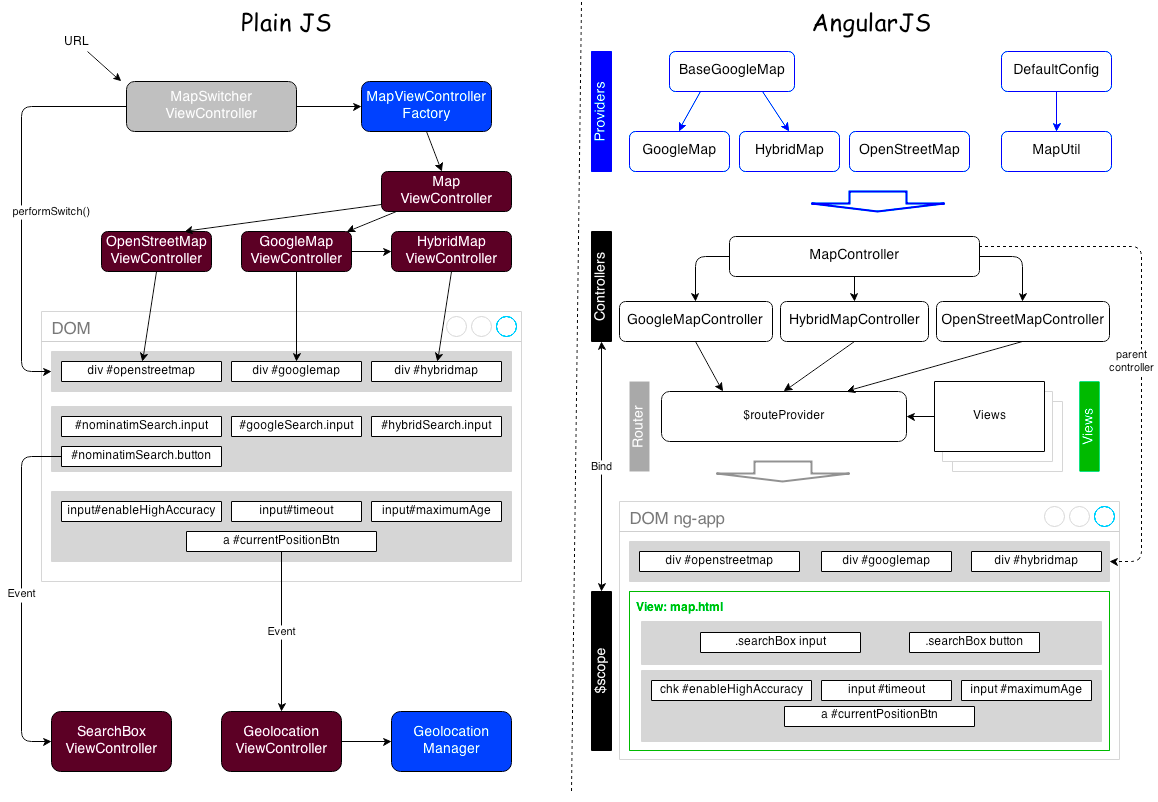 Plain JS
URL
MapSwitcher
ViewController
MapViewController
Factory
Map
ViewController
performSwitch()
OpenStreetMap
ViewController
GoogleMap
ViewController
HybridMap
ViewController
DOM
div #openstreetmap
div #googlemap
div #hybridmap
#nominatimSearch.input
#googleSearch.input
#hybridSearch.input
#nominatimSearch.button
input#enableHighAccuracy
input#timeout
input#maximumAge
a #currentPositionBtn
Event
Event
SearchBox
ViewController
Geolocation
ViewController
Geolocation
Manager
AngularJS
Providers
BaseGoogleMap
DefaultConfig
GoogleMap
HybridMap
OpenStreetMap
MapUtil
Controllers
MapController
GoogleMapController
HybridMapController
OpenStreetMapController
parent
controller
Router
$routeProvider
Views
Views
Bind
DOM ng-app
div #openstreetmap
div #googlemap
div #hybridmap
$scope
View: map.html
.searchBox input
.searchBox button
chk #enableHighAccuracy
input #timeout
input #maximumAge
a #currentPositionBtn